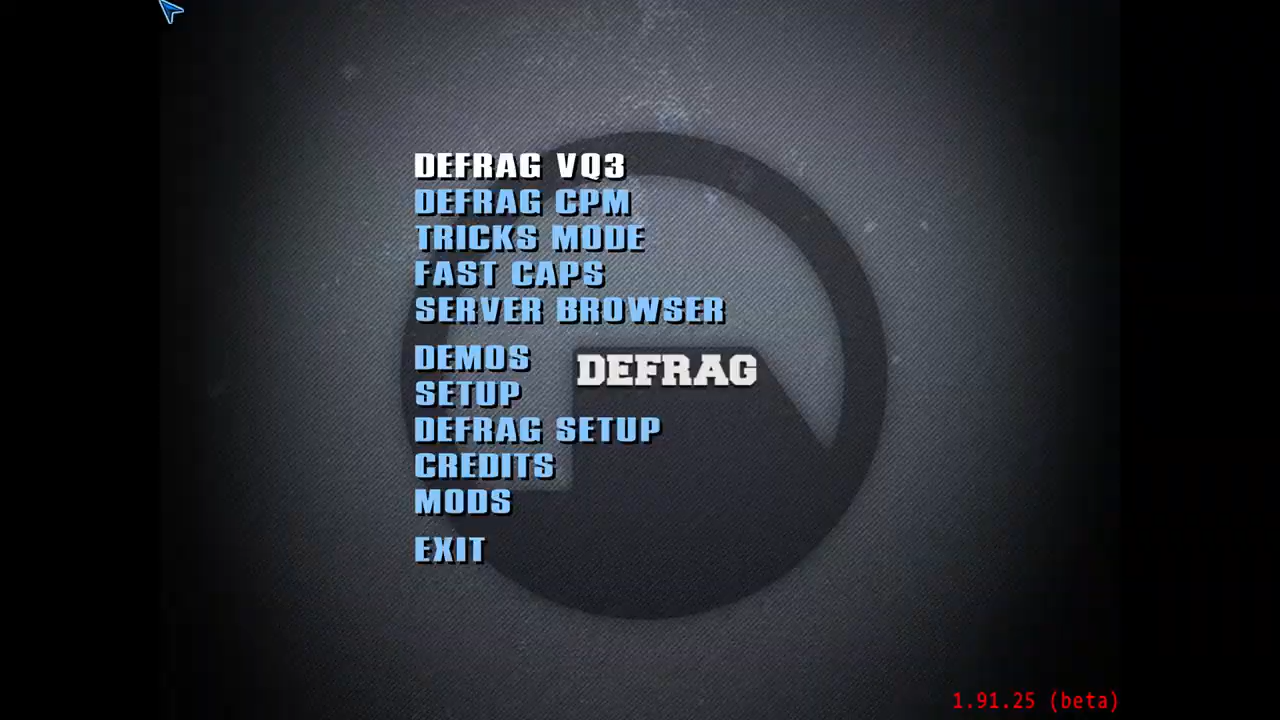 DEFRAG VQ3
DEFRAG CPM
TRICKS MODE
FAST CAPS
SERVER BROWSER
DEMOS
DEFRAG
SETUP
DEFRAG SETUP
CREDITS
MODS
EXIT
1.91.25 (beta)